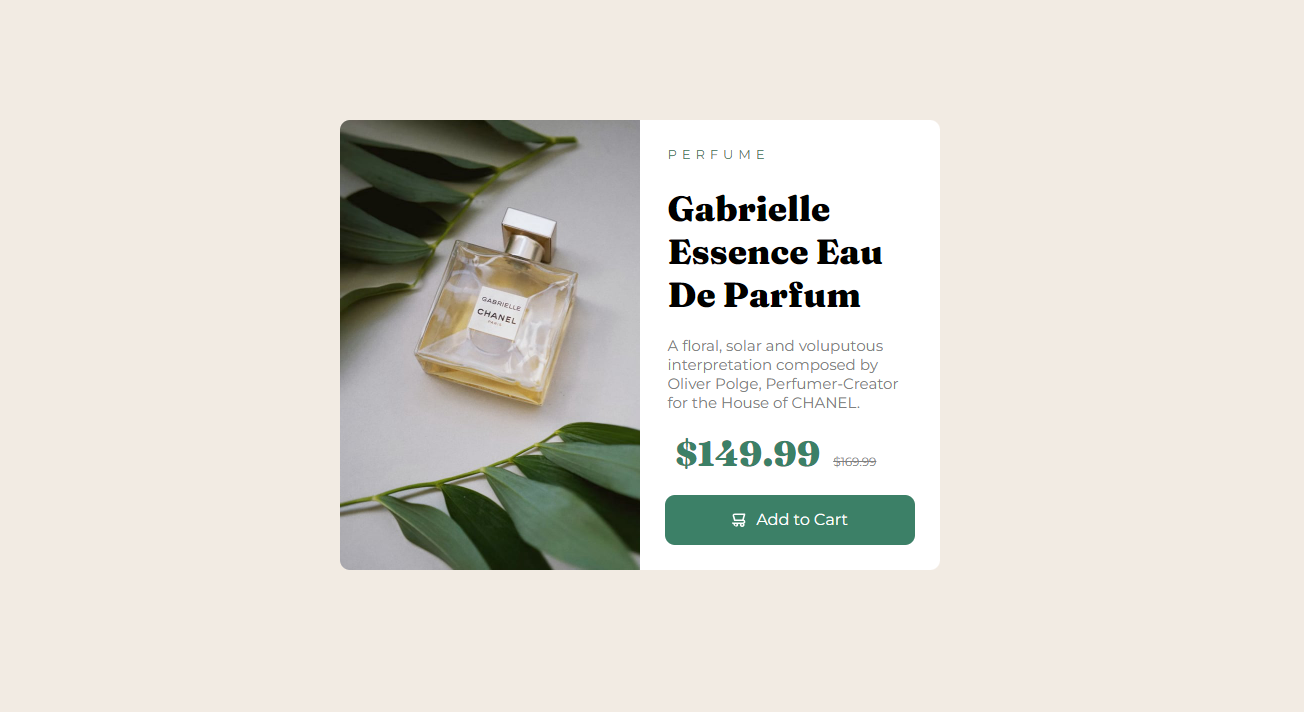 GABRIELLE
CHANEL
PARIS
PERFUME
Gabrielle
Essence Eau
De Parfum
A floral, solar and voluputous
interpretation composed by
Oliver Polge, Perfumer-Creator
for the House of CHANEL.
$149.99 $169.99
Add to Cart